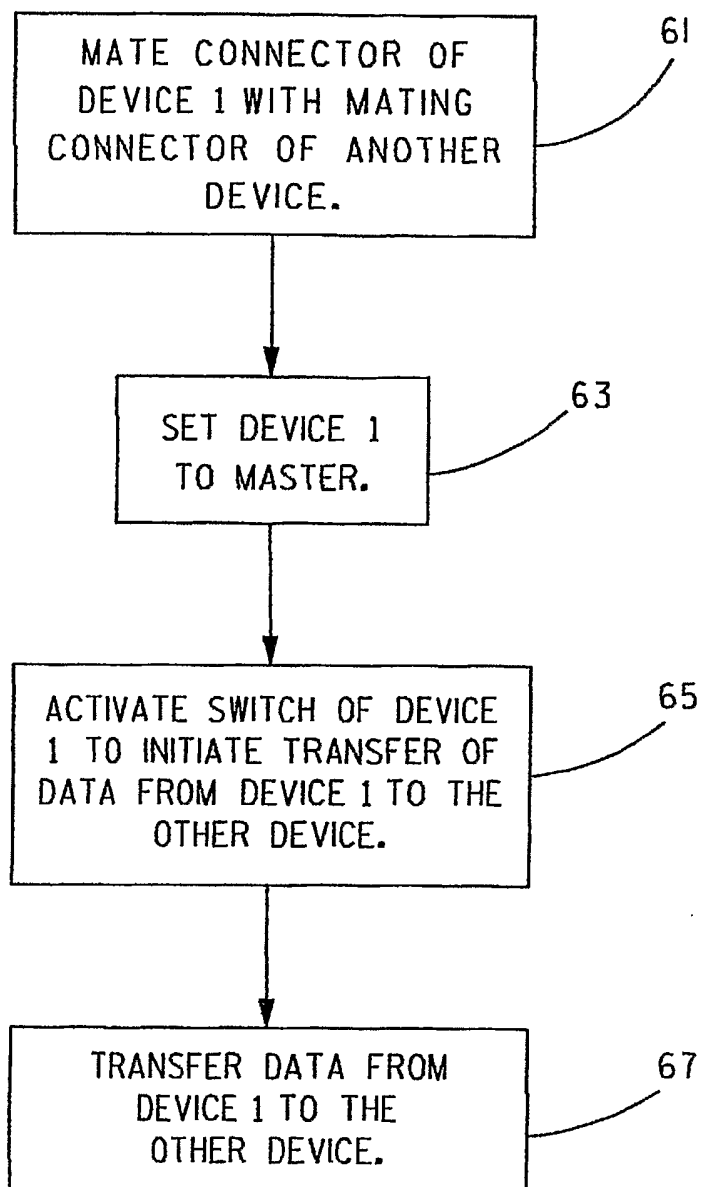 MATE CONNECTOR OF
DEVICE 1 WITH MATING
CONNECTOR OF ANOTHER
DEVICE.
61
SET DEVICE 1
TO MASTER.
63
ACTIVATE SWITCH OF DEVICE
1 TO INITIATE TRANSFER OF
DATA FROM DEVICE 1 TO THE
OTHER DEVICE.
65
TRANSFER DATA FROM
DEVICE 1 TO THE
OTHER DEVICE.
67